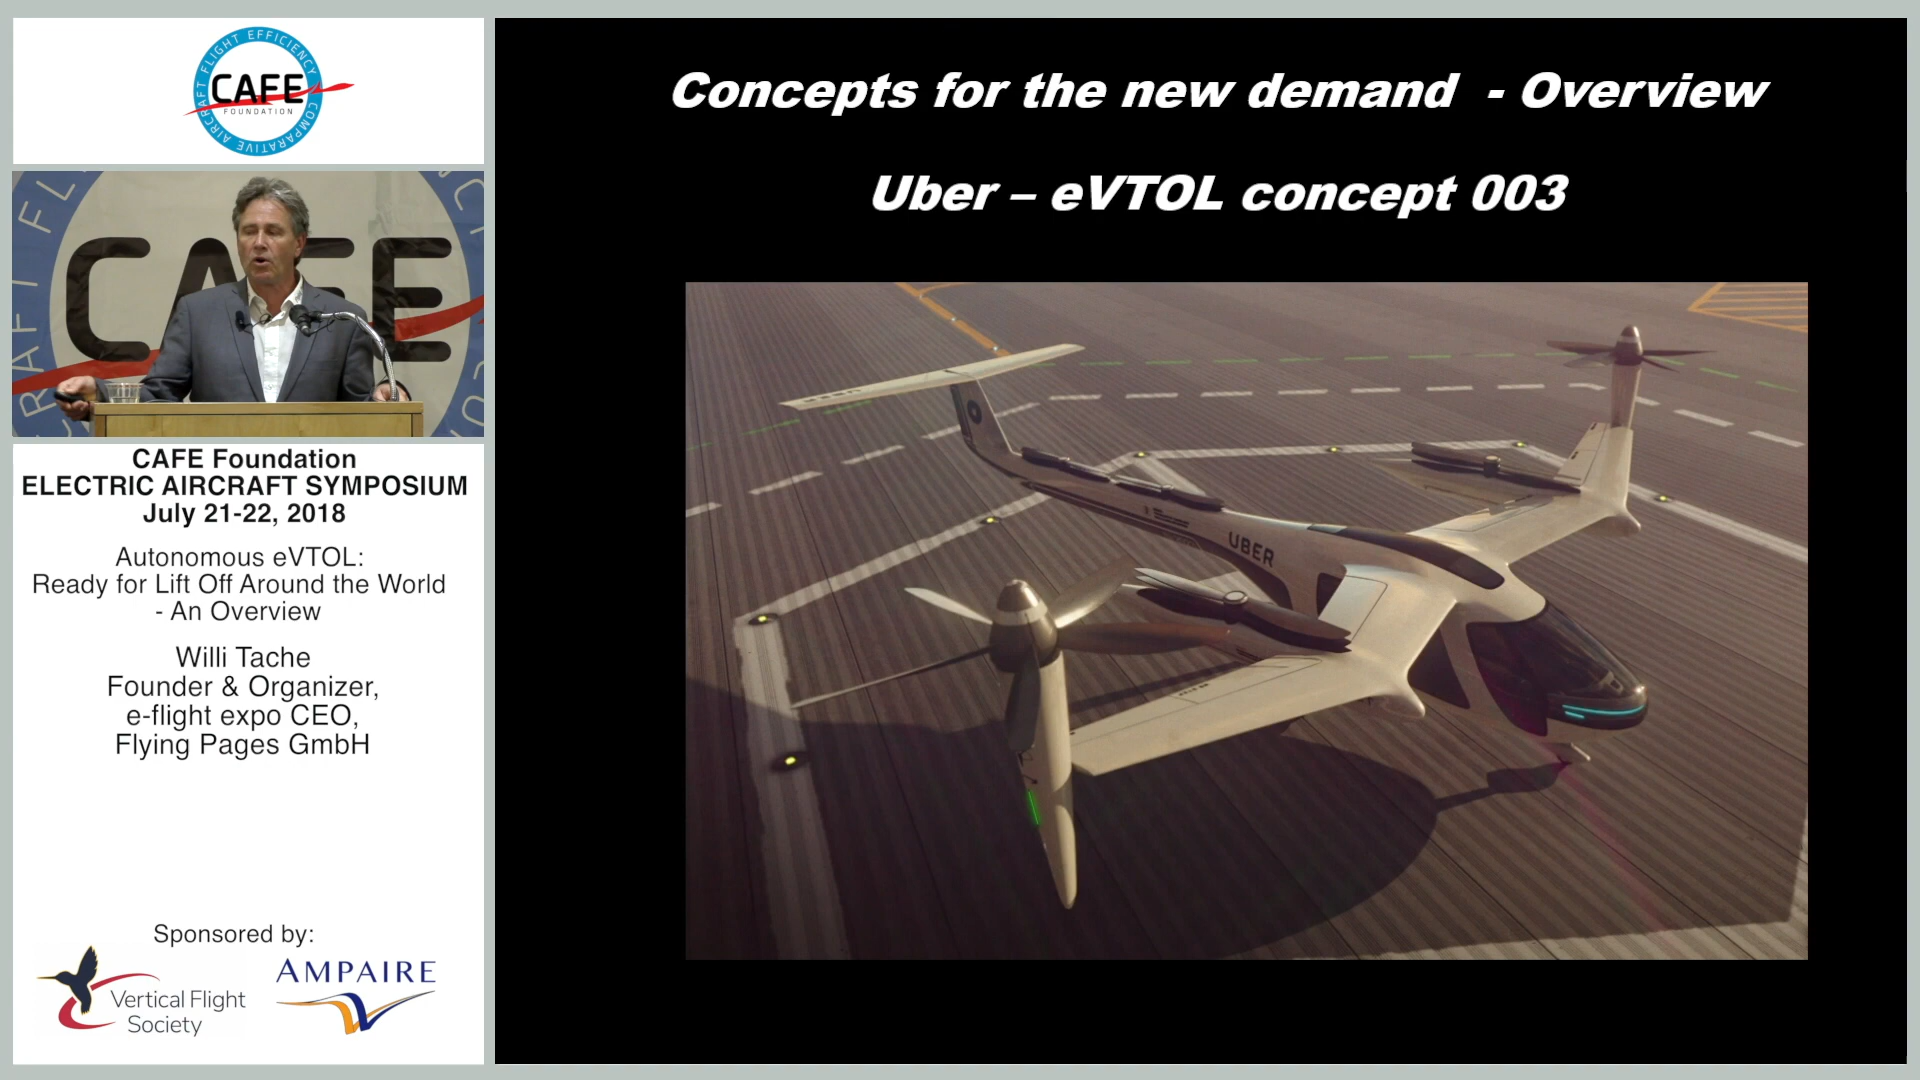 AIRCRAFT FLIGHT EFFICIENCY
CAFE
FOUNDATION
COMPARATIVE
CAFE
CAFE Foundation
ELECTRIC AIRCRAFT SYMPOSIUM
July 21-22, 2018
Autonomous eVTOL:
Ready for Lift Off Around the World
- An Overview
Willi Tache
Founder & Organizer,
e-flight expo CEO,
Flying Pages GmbH
Sponsored by:
Vertical Flight
Society
AMPAIRE
Concepts for the new demand - Overview
Uber – eVTOL concept 003
UBER